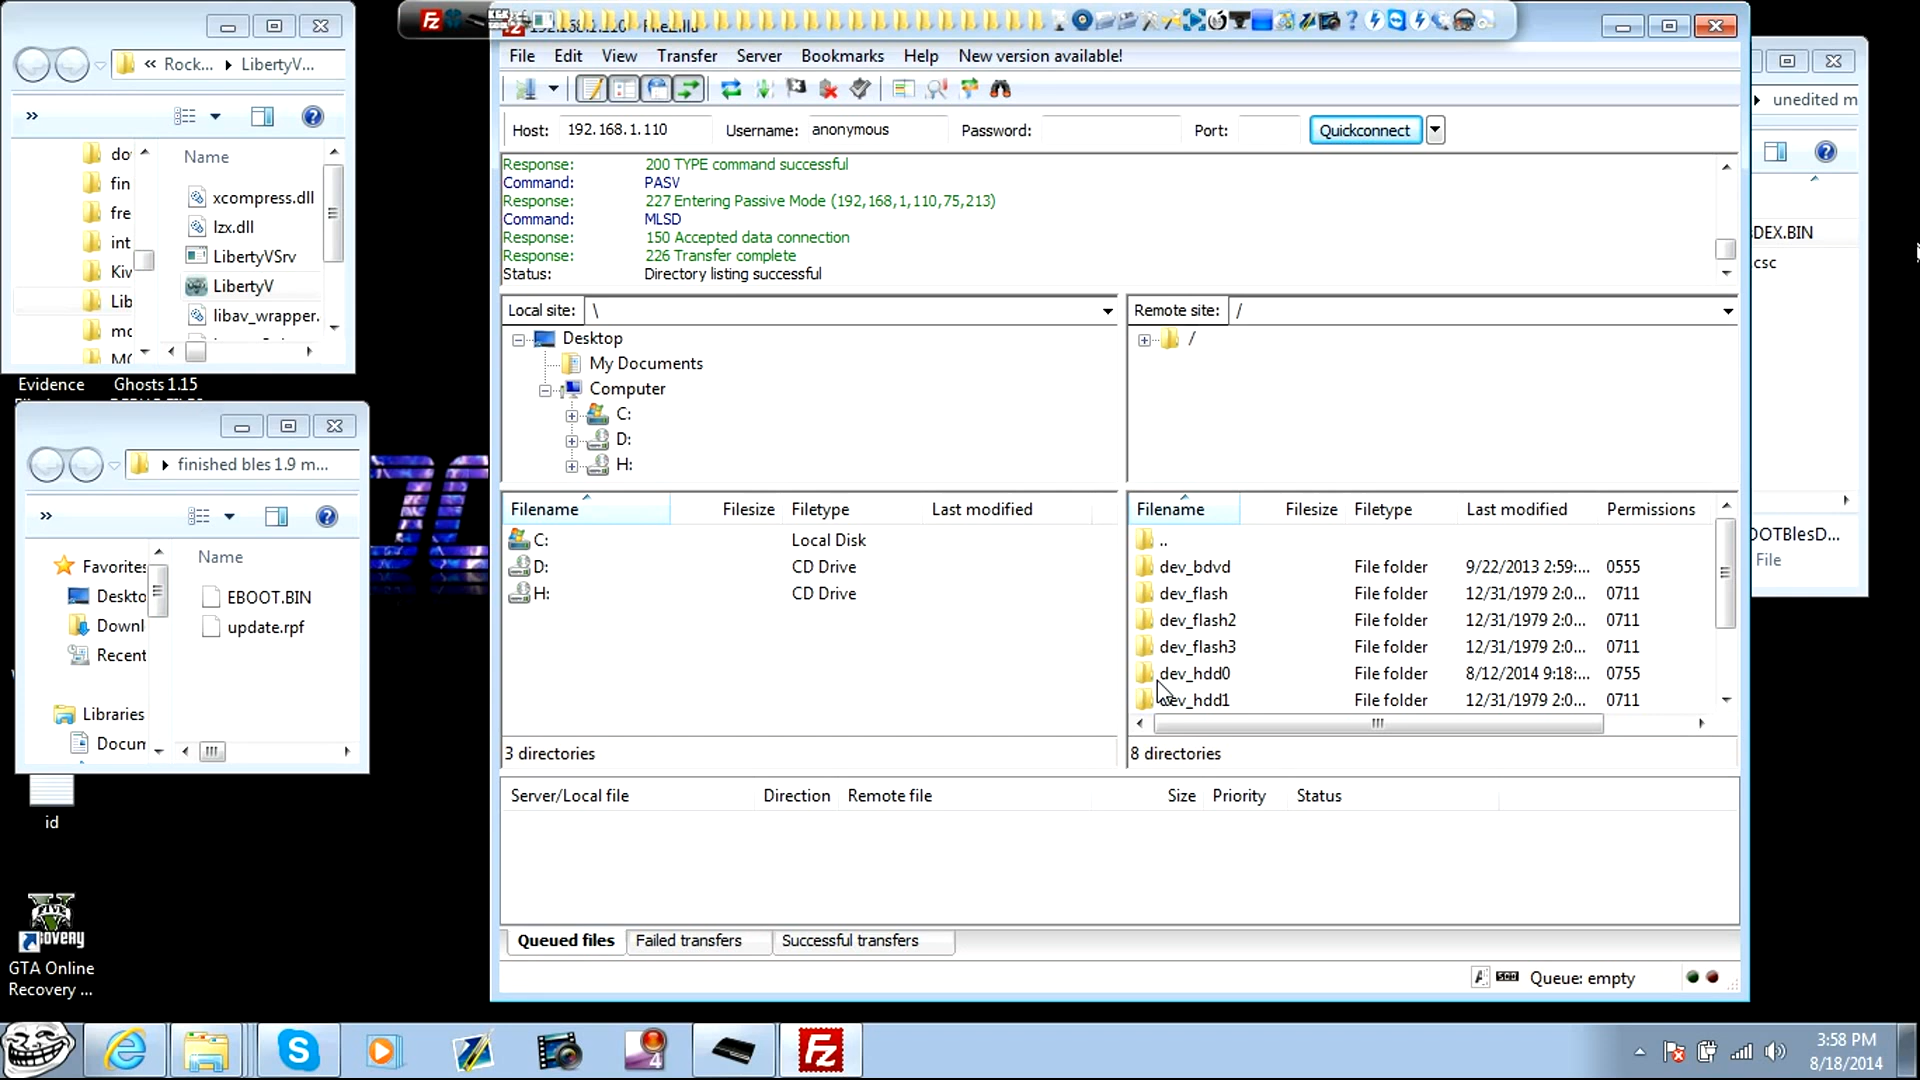 « Rock... ▸ LibertyV...
»
do
fin
fre
int
Kiv
Lib
mc
Name
xcompress.dll
lzx.dll
LibertyVSrv
LibertyV
libav_wrapper.
Evidence
Ghosts 1.15
finished bles 1.9 m...
»
Favorites
Deskto
Downl
Recent
Libraries
Docum
Name
EBOOT.BIN
update.rpf
id
GTA Online
Recovery ...
File Edit View Transfer Server Bookmarks Help New version available!
Host: 192.168.1.110 Username: anonymous Password: Port: Quickconnect
Response: 200 TYPE command successful
Command: PASV
Response: 227 Entering Passive Mode (192,168,1,110,75,213)
Command: MLSD
Response: 150 Accepted data connection
Response: 226 Transfer complete
Status: Directory listing successful
Local site: \
Desktop
My Documents
Computer
C:
D:
H:
Remote site: /
/
Filename Filesize Filetype Last modified
C: Local Disk
D: CD Drive
H: CD Drive
3 directories
Filename Filesize Filetype Last modified Permissions
..
dev_bdvd File folder 9/22/2013 2:59:... 0555
dev_flash File folder 12/31/1979 2:0... 0711
dev_flash2 File folder 12/31/1979 2:0... 0711
dev_flash3 File folder 12/31/1979 2:0... 0711
dev_hdd0 File folder 8/12/2014 9:18:... 0755
dev_hdd1 File folder 12/31/1979 2:0... 0711
8 directories
Server/Local file Direction Remote file Size Priority Status
Queued files Failed transfers Successful transfers
Queue: empty
unedited m
DEX.BIN
csc
OOTBlesD...
File
3:58 PM
8/18/2014